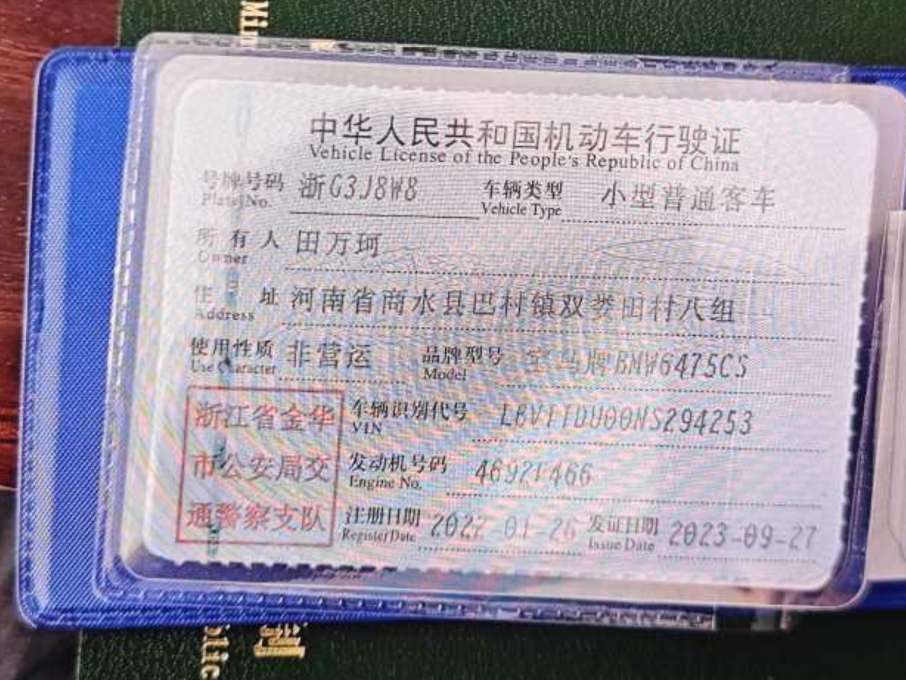 中华人民共和国机动车行驶证
Vehicle License of the People's Republic of China
号牌号码 浙G3J8W8 车辆类型 小型普通客车
Plate No. Vehicle Type
所有人 田万珂
Owner
住址 河南省商水县巴村镇双娄田村八组
Address
使用性质 非营运 品牌型号 宝马牌BMW6475CS
Use Character Model
浙江省金华
市公安局交
通警察支队
车辆识别代号
VIN
发动机号码 46921466
Engine No.
注册日期 2022-01-26 发证日期 2023-09-27
Register Date Issue Date